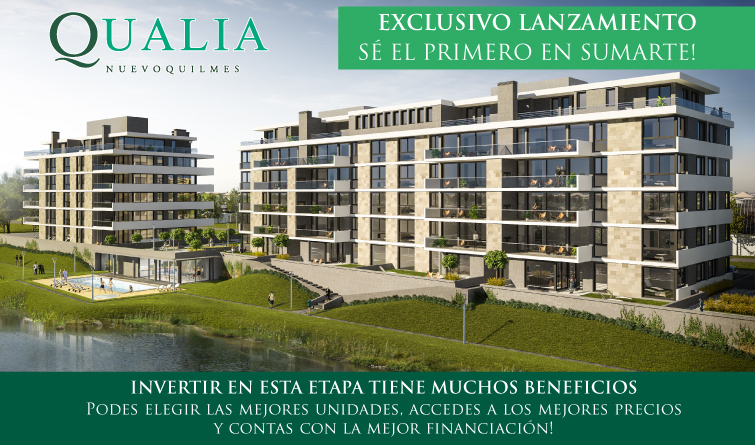 QUALIA
NUEVOQUILMES
EXCLUSIVO LANZAMIENTO
SÉ EL PRIMERO EN SUMARTE!
INVERTIR EN ESTA ETAPA TIENE MUCHOS BENEFICIOS
PODES ELEGIR LAS MEJORES UNIDADES, ACCEDES A LOS MEJORES PRECIOS
Y CONTAS CON LA MEJOR FINANCIACIÓN!